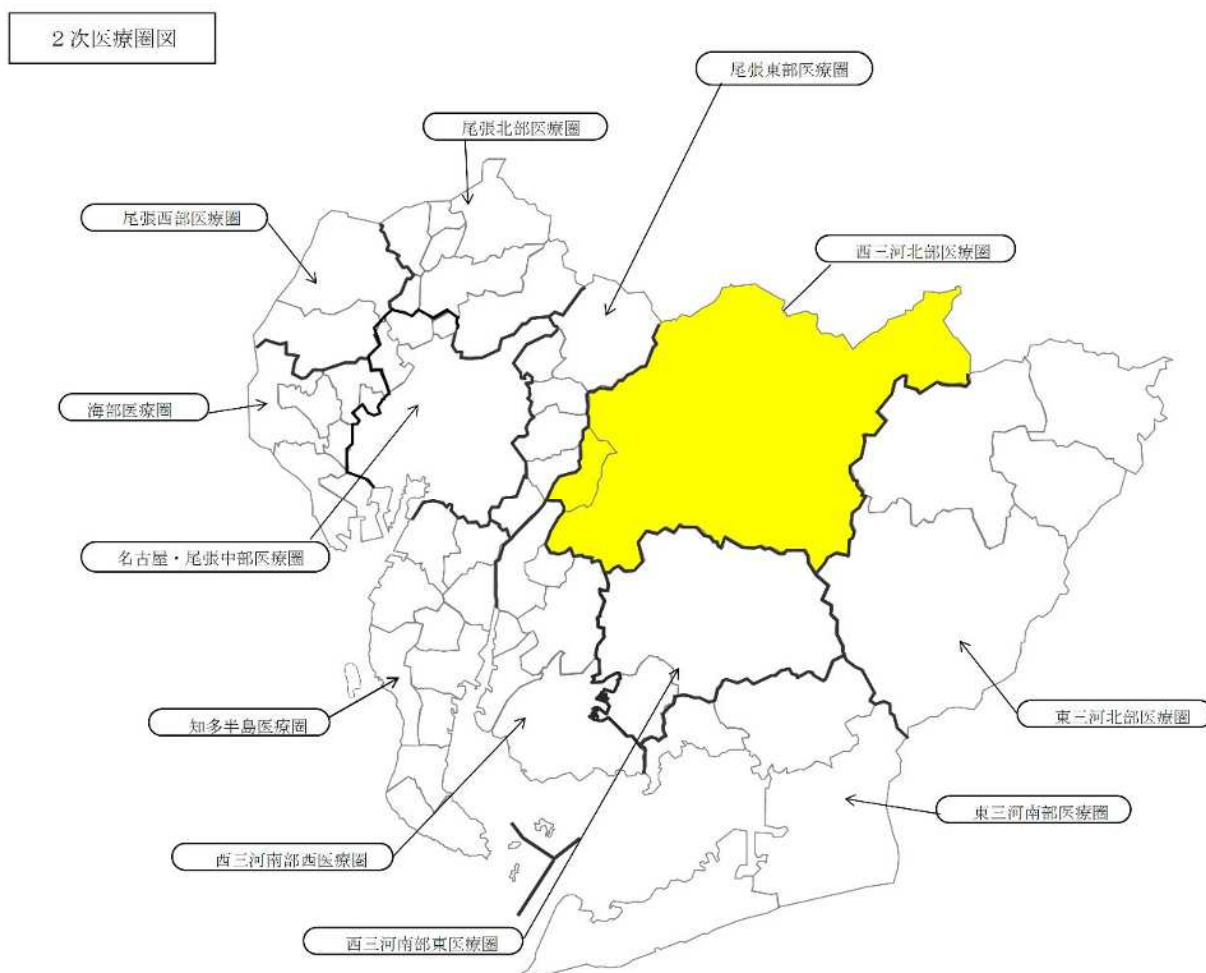 2次医療圏図
尾張東部医療圏
尾張北部医療圏
尾張西部医療圏
西三河北部医療圏
海部医療圏
名古屋・尾張中部医療圏
知多半島医療圏
東三河北部医療圏
東三河南部医療圏
西三河南部西医療圏
西三河南部東医療圏